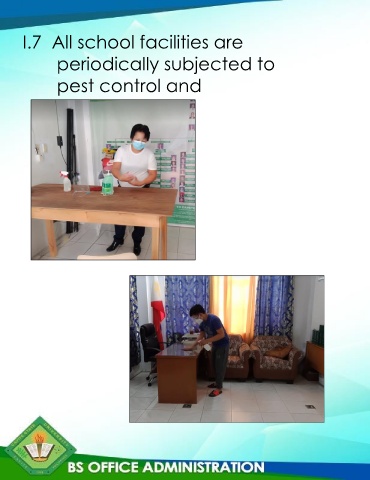 I.7 All school facilities are
periodically subjected to
pest control and
BS OFFICE ADMINISTRATION